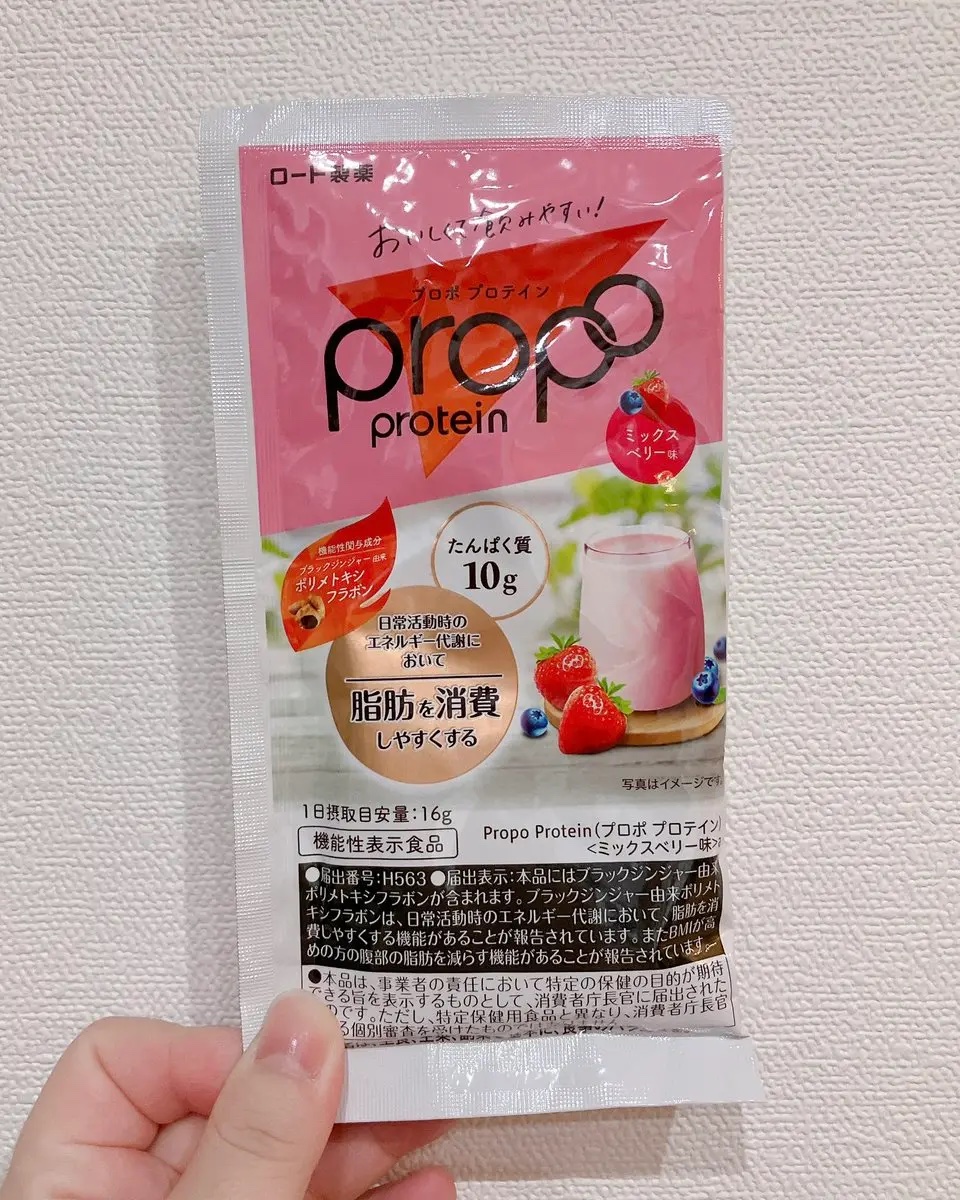 ロート製薬
おいしくて飲みやすい!
プロポ プロテイン
propo
protein
ミックス
ベリー味
機能性関与成分
ブラックジンジャー由来
ポリメトキシ
フラボン
たんぱく質
10g
日常活動時の
エネルギー代謝に
おいて
脂肪を消費
しやすくする
写真はイメージです
1日摂取目安量:16g
機能性表示食品
Propo Protein(プロポ プロテイン)
<ミックスベリー味>
●届出番号:H563 ●届出表示:本品にはブラックジンジャー由来
ポリメトキシフラボンが含まれます。ブラックジンジャー由来ポリメト
キシフラボンは、日常活動時のエネルギー代謝において、脂肪を消
費しやすくする機能があることが報告されています。またBMIが高
めの方の腹部の脂肪を減らす機能があることが報告されています。
●本品は、事業者の責任において特定の保健の目的が期待
できる旨を表示するものとして、消費者庁長官に届出された
のです。ただし、特定保健用食品と異なり、消費者庁長官
る個別審査を受けたものでは